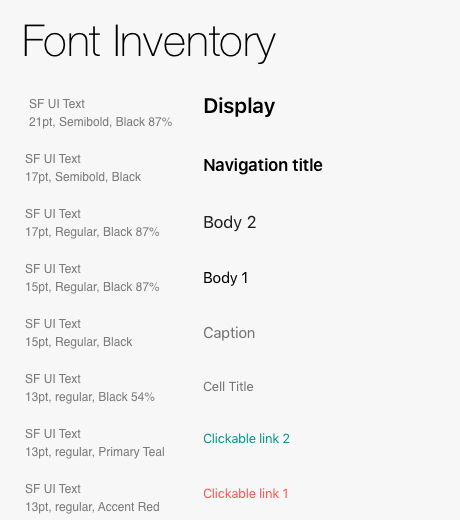 Font Inventory
SF UI Text
21pt, Semibold, Black 87%
Display
SF UI Text
17pt, Semibold, Black
Navigation title
SF UI Text
17pt, Regular, Black 87%
Body 2
SF UI Text
15pt, Regular, Black 87%
Body 1
SF UI Text
15pt, Regular, Black
Caption
SF UI Text
13pt, regular, Black 54%
Cell Title
SF UI Text
13pt, regular, Primary Teal
Clickable link 2
SF UI Text
13pt, regular, Accent Red
Clickable link 1